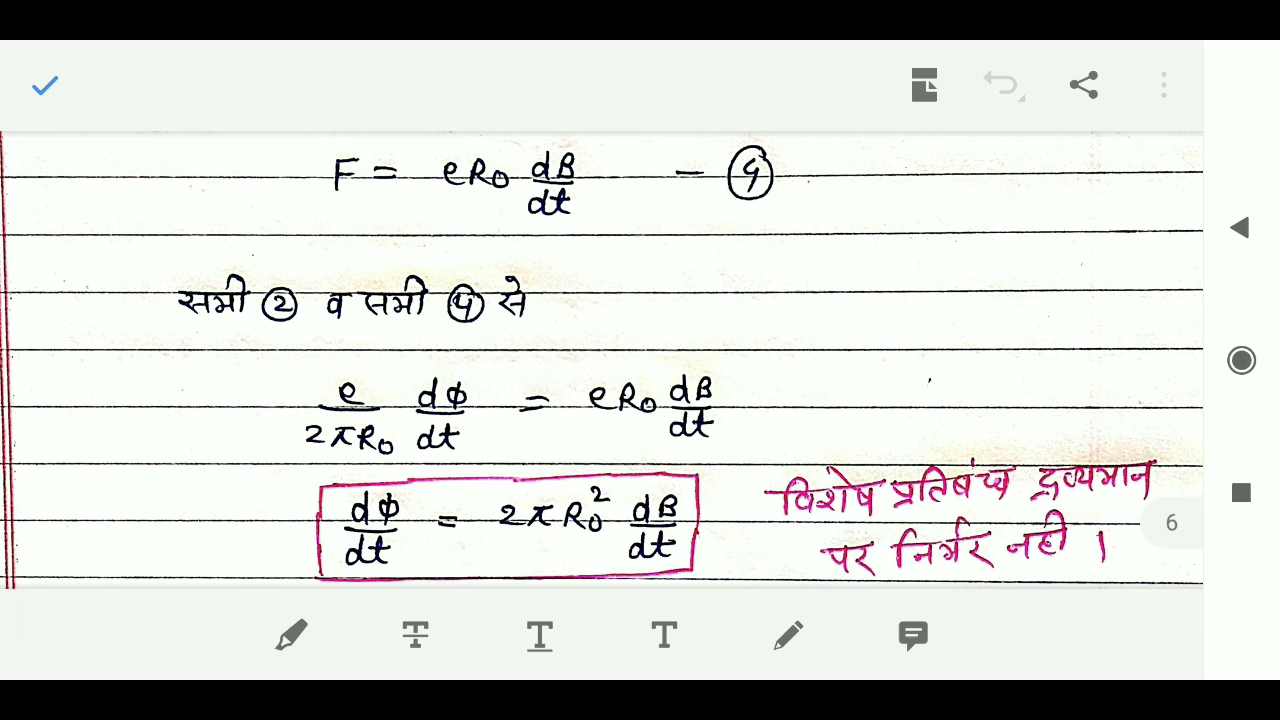 F = eR₀ dB/dt - ④
समी ② व समी ④ से
e/2πR₀ dφ/dt = eR₀ dB/dt
dφ/dt = 2πR₀² dB/dt
विशेष प्रतिबंध द्रव्यमान
पर निर्भर नही ।
6